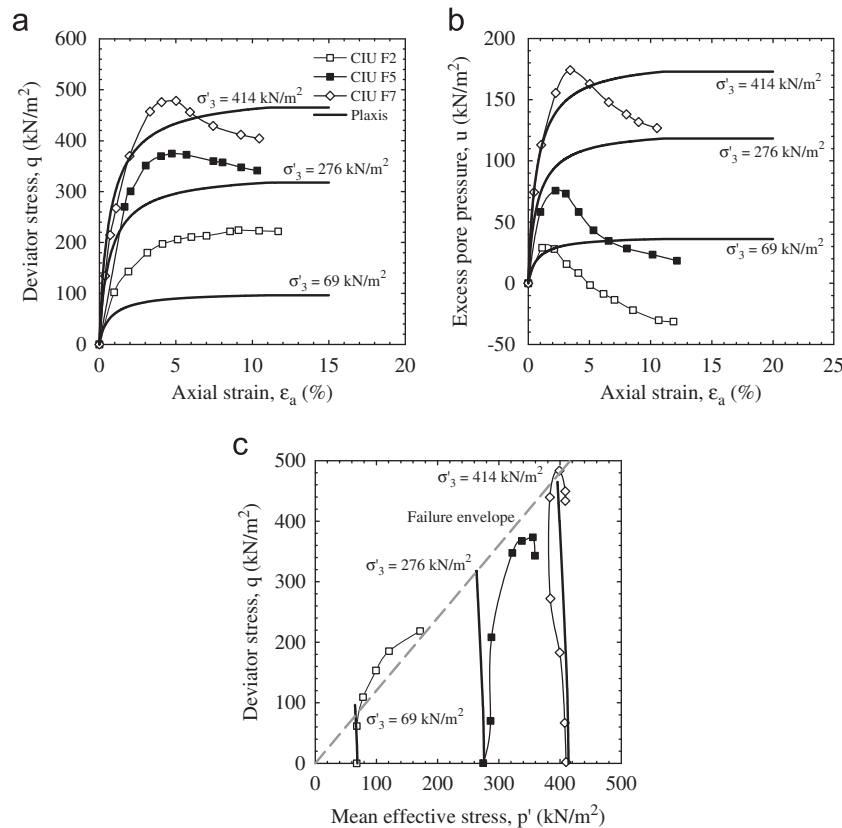 a
600
500
400
300
200
100
0
Deviator stress, q (kN/m²)
0 5 10 15 20
Axial strain, εₐ (%)
CIU F2
CIU F5
CIU F7
Plaxis
σ'₃ = 414 kN/m²
σ'₃ = 276 kN/m²
σ'₃ = 69 kN/m²
b
200
150
100
50
0
-50
Excess pore pressure, u (kN/m²)
0 5 10 15 20 25
Axial strain, εₐ (%)
σ'₃ = 414 kN/m²
σ'₃ = 276 kN/m²
σ'₃ = 69 kN/m²
c
500
400
300
200
100
0
Deviator stress, q (kN/m²)
0 100 200 300 400 500
Mean effective stress, p' (kN/m²)
σ'₃ = 414 kN/m²
Failure envelope
σ'₃ = 276 kN/m²
σ'₃ = 69 kN/m²